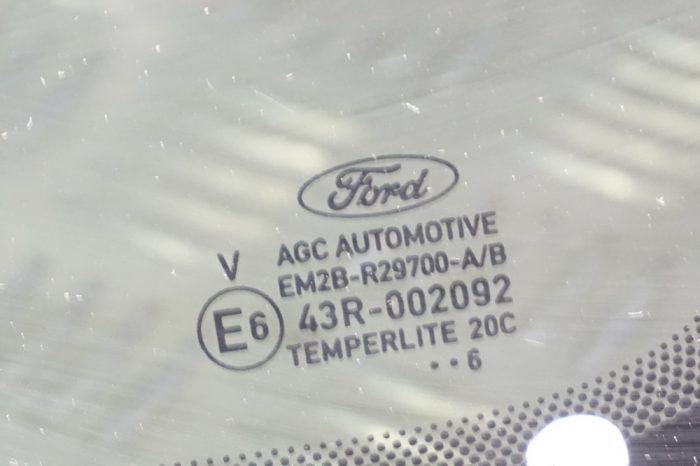 Ford
V AGC AUTOMOTIVE
EM2B-R29700-A/B
E6 43R-002092
TEMPERLITE 20C
··6